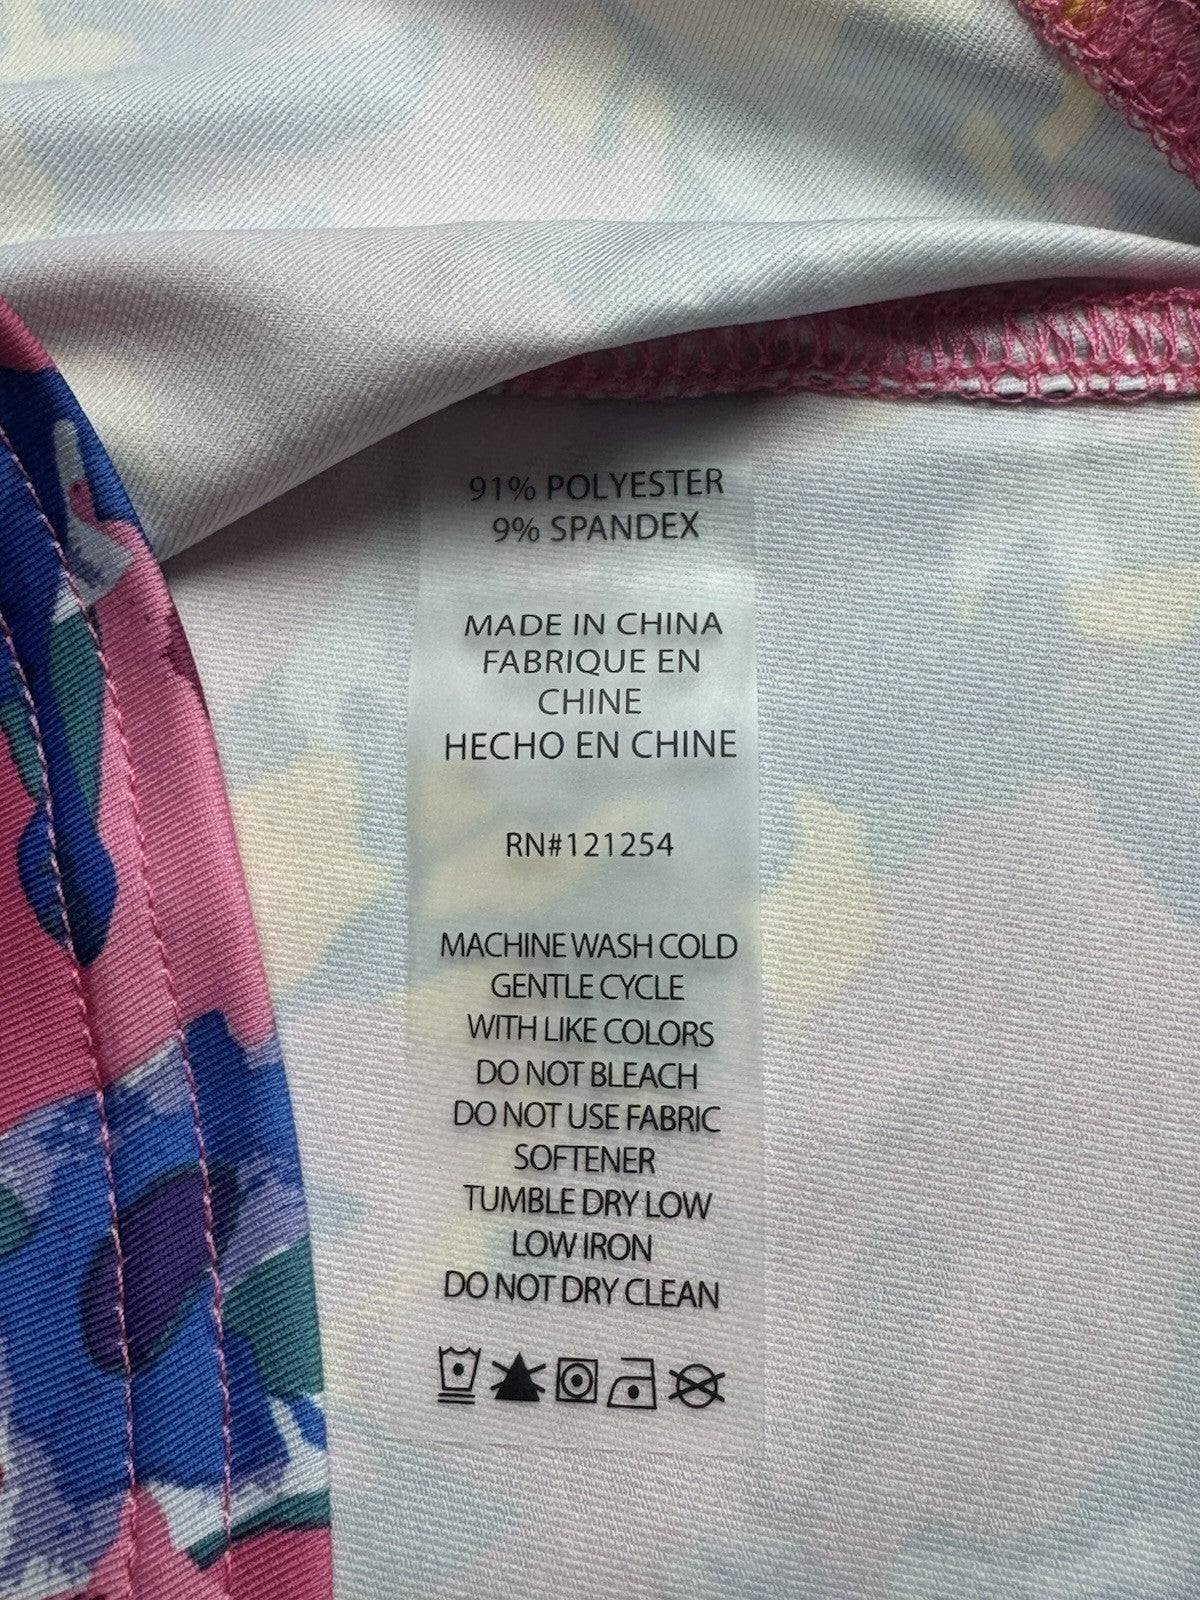 91% POLYESTER
9% SPANDEX
MADE IN CHINA
FABRIQUE EN
CHINE
HECHO EN CHINE
RN#121254
MACHINE WASH COLD
GENTLE CYCLE
WITH LIKE COLORS
DO NOT BLEACH
DO NOT USE FABRIC
SOFTENER
TUMBLE DRY LOW
LOW IRON
DO NOT DRY CLEAN